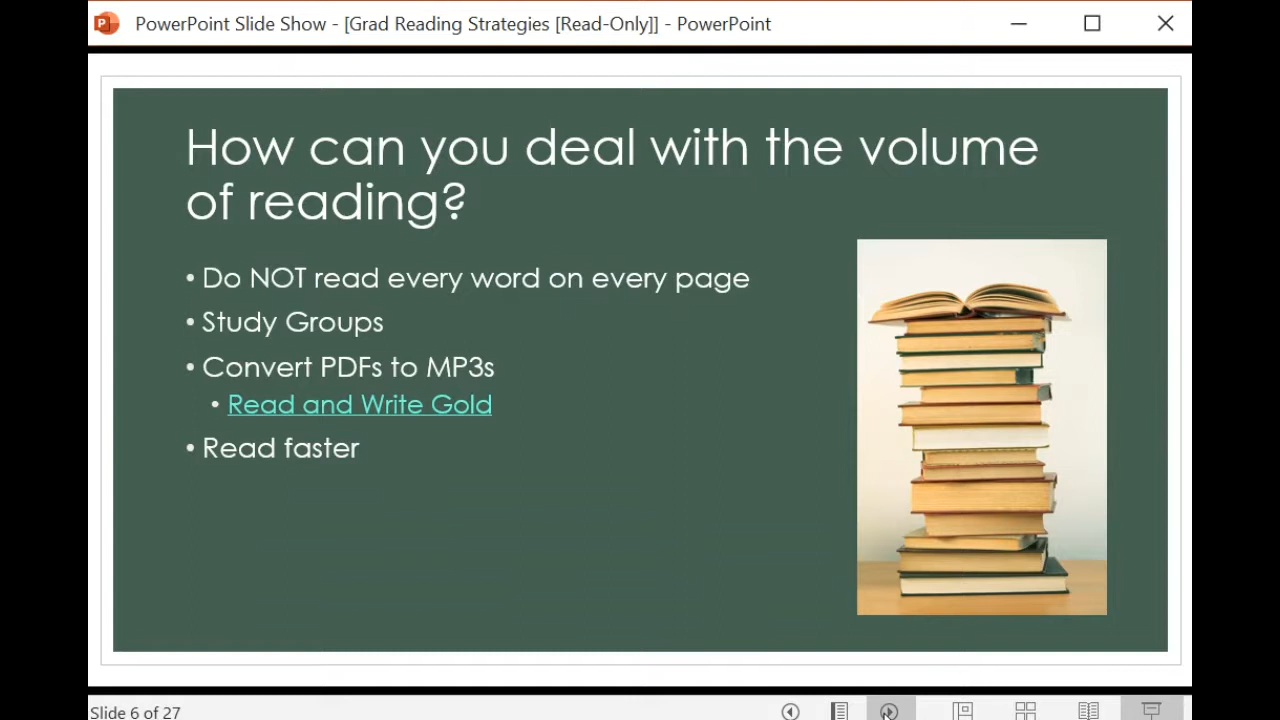 PowerPoint Slide Show - [Grad Reading Strategies [Read-Only]] - PowerPoint
How can you deal with the volume
of reading?
• Do NOT read every word on every page
• Study Groups
• Convert PDFs to MP3s
• Read and Write Gold
• Read faster
Slide 6 of 27